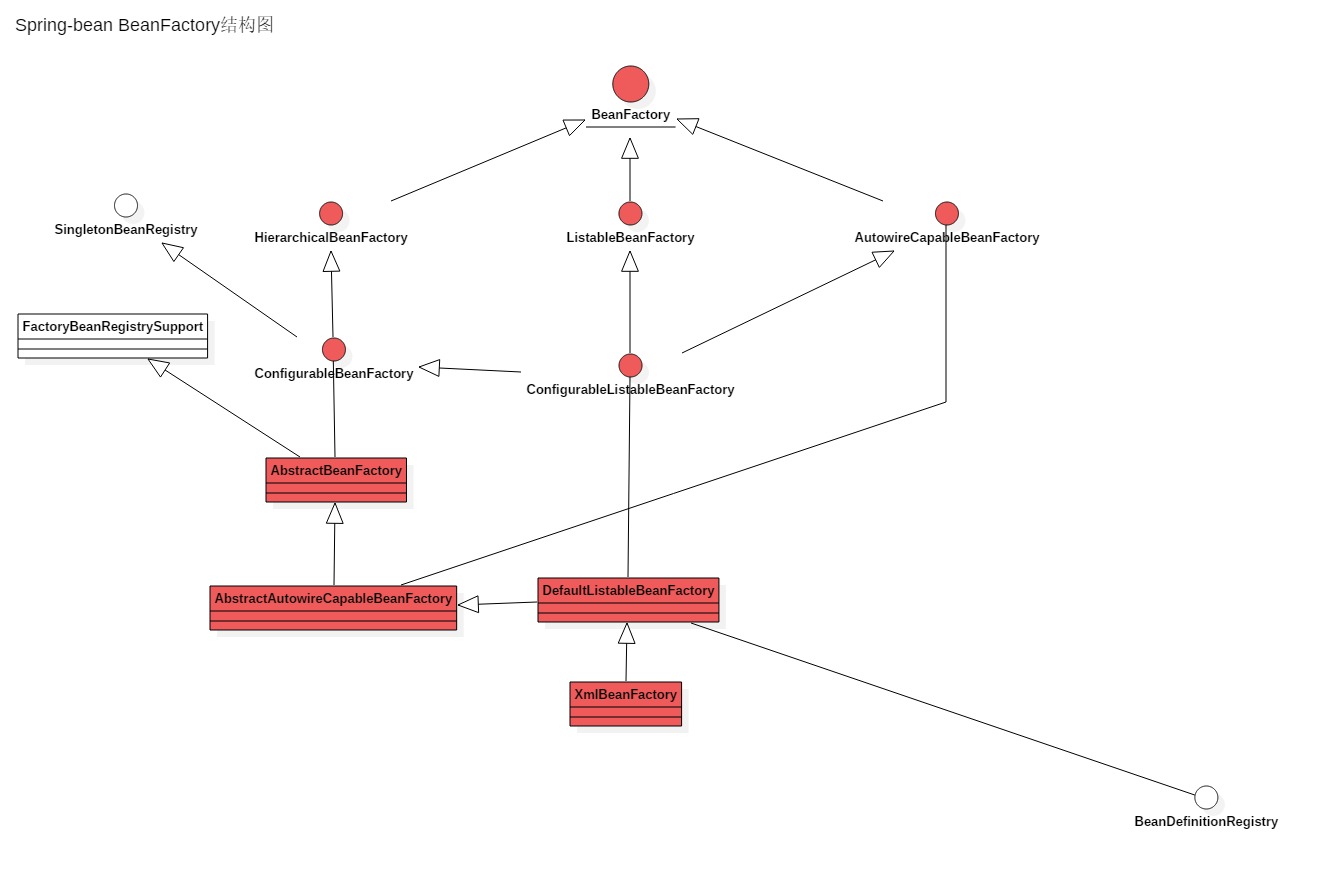 Spring-bean BeanFactory结构图
BeanFactory
SingletonBeanRegistry
HierarchicalBeanFactory
ListableBeanFactory
AutowireCapableBeanFactory
FactoryBeanRegistrySupport
ConfigurableBeanFactory
ConfigurableListableBeanFactory
AbstractBeanFactory
AbstractAutowireCapableBeanFactory
DefaultListableBeanFactory
XmlBeanFactory
BeanDefinitionRegistry